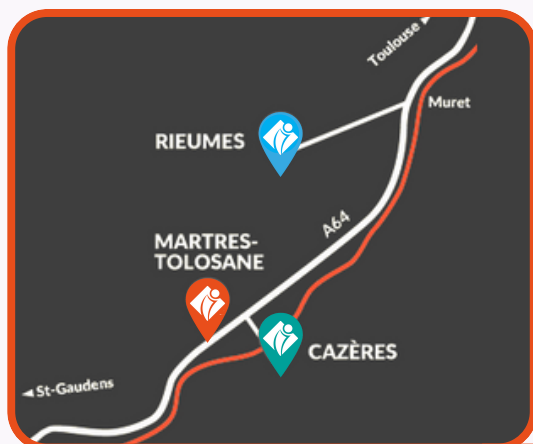 Toulouse
Muret
RIEUMES
A64
MARTRES-
TOLOSANE
CAZÈRES
St-Gaudens